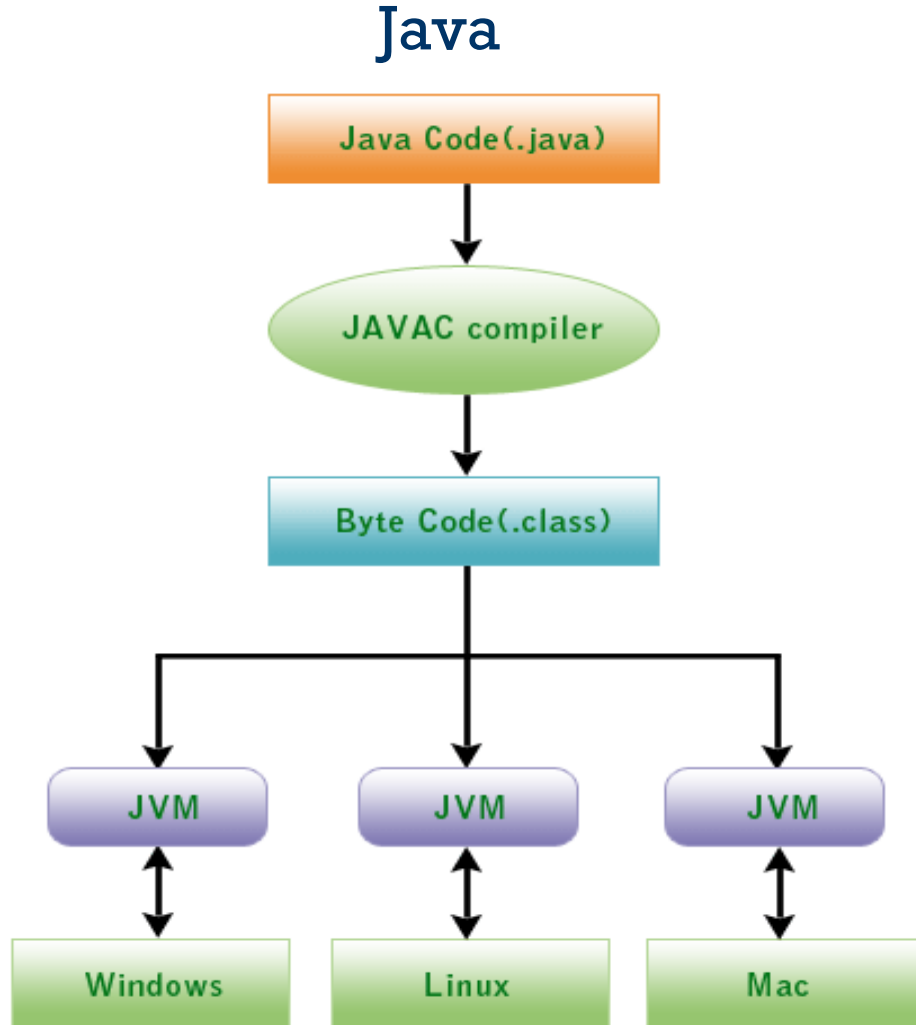 Java
Java Code(.java)
JAVAC compiler
Byte Code(.class)
JVM
JVM
JVM
Windows
Linux
Mac